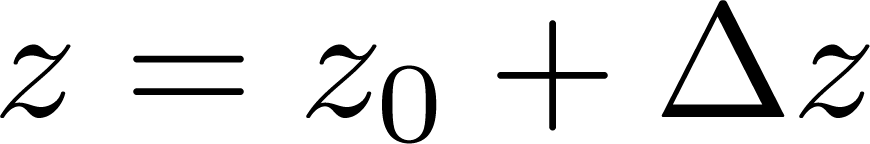 z = z₀ + Δz